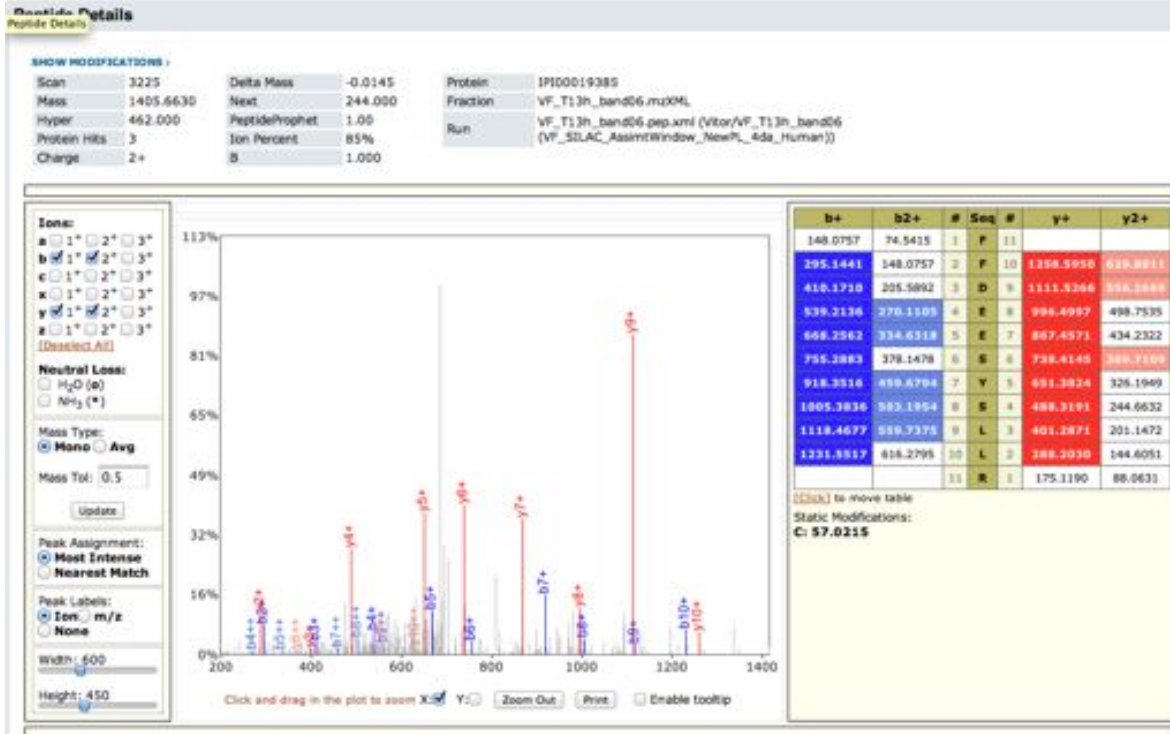 Peptide Details
Peptide Details
SHOW MODIFICATIONS ›
Scan 3225 Delta Mass -0.0145 Protein IPI00019385
Mass 1405.6630 Next 244.000 Fraction VF_T13h_band06.mzXML
Hyper 462.000 PeptideProphet 1.00 Run VF_T13h_band06.pep.xml (Vitor/VF_T13h_band06
Protein Hits 3 Ion Percent 85% (VF_SILAC_AssimtWindow_NewPL_4da_Human))
Charge 2+ B 1.000
Ions:
a 1+ 2+ 3+
b 1+ 2+ 3+
c 1+ 2+ 3+
x 1+ 2+ 3+
y 1+ 2+ 3+
z 1+ 2+ 3+
[Deselect All]
Neutral Loss:
H2O (o)
NH3 (*)
Mass Type:
Mono Avg
Mass Tol: 0.5
Update
Peak Assignment:
Most Intense
Nearest Match
Peak Labels:
Ion m/z
None
Width: 600
Height: 450
113%
97%
81%
65%
49%
32%
16%
0%
200 400 600 800 1000 1200 1400
b4++ y2+ b2+ b5++ b3+ b7++ y4+ b4+ y5+ b5+ y6+ b6+ y7+ b7+ y8+ b8+ y9+ b9+ b10+ y10+
Click and drag in the plot to zoom X: Y: Zoom Out Print Enable tooltip
b+ b2+ # Seq # y+ y2+
148.0757 74.5415 1 F 11
295.1441 148.0757 2 F 10 1258.5950 629.8011
410.1710 205.5892 3 D 9 1111.5266
539.2136 270.1105 4 E 8 996.4997 498.7535
668.2562 334.6318 5 E 7 867.4571 434.2322
755.2883 378.1478 6 S 6 738.4145 369.7109
918.3516 459.6794 7 Y 5 651.3824 326.1949
1005.3836 503.1954 8 S 4 488.3191 244.6632
1118.4677 559.7375 9 L 3 401.2871 201.1472
1231.5517 616.2795 10 L 2 288.2030 144.6051
11 R 1 175.1190 88.0631
[Click] to move table
Static Modifications:
C: 57.0215